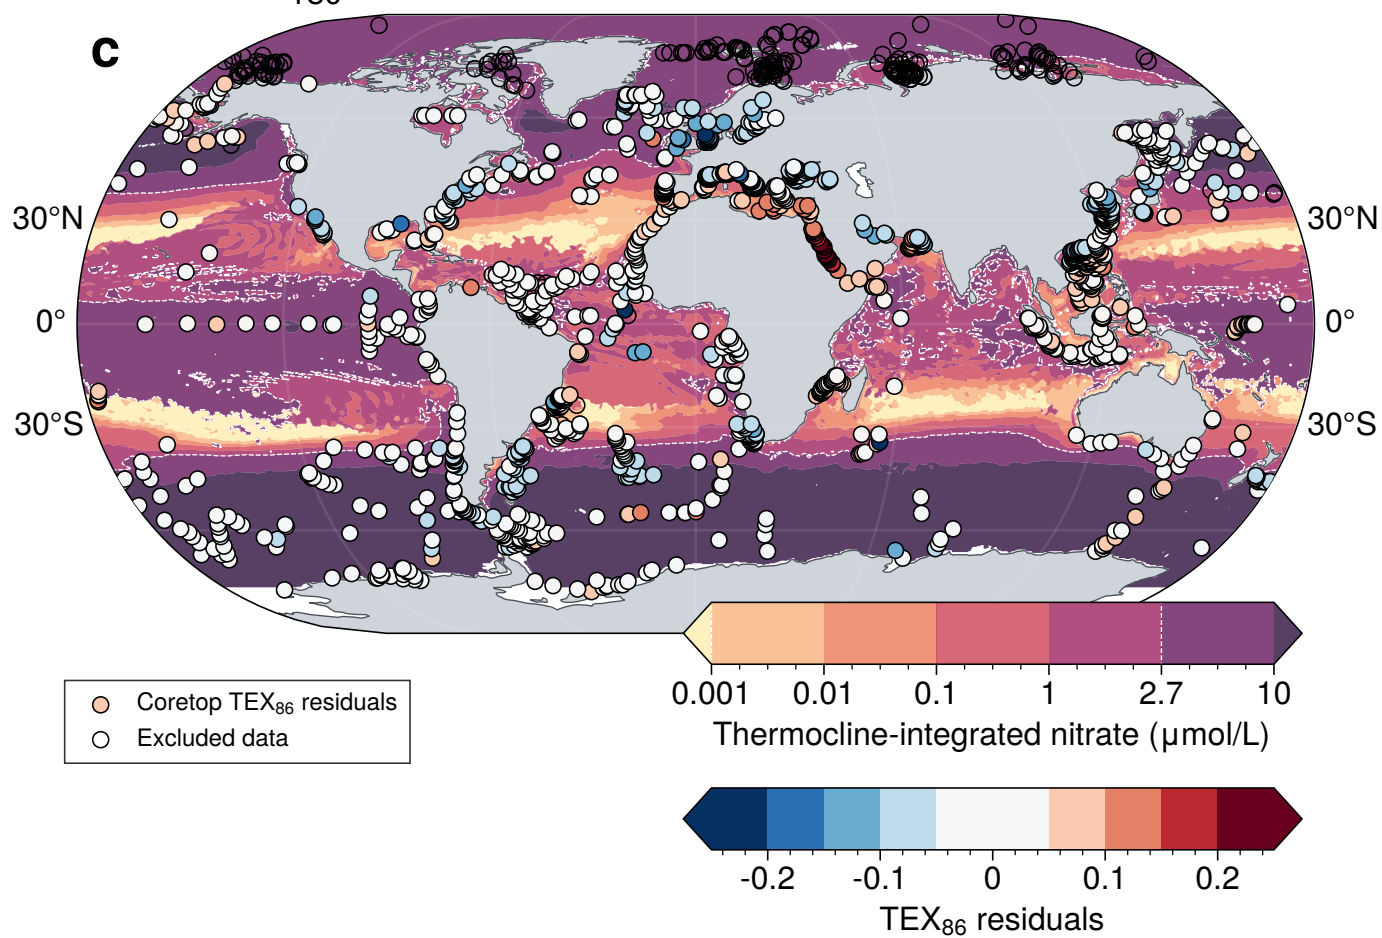 c
30°N
30°N
0°
0°
30°S
30°S
0.001 0.01 0.1 1 2.7 10
Thermocline-integrated nitrate (µmol/L)
Coretop TEX₈₆ residuals
Excluded data
-0.2 -0.1 0 0.1 0.2
TEX₈₆ residuals